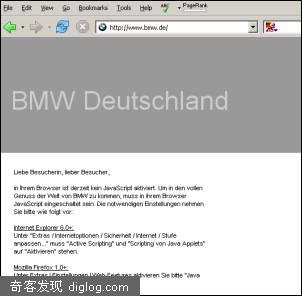 File Edit View Go Bookmarks Tools Help PageRank
http://www.bmw.de/
BMW Deutschland
Liebe Besucherin, lieber Besucher,
in Ihrem Browser ist derzeit kein JavaScript aktiviert. Um in den vollen
Genuss der Welt von BMW zu kommen, muss in Ihrem Browser
JavaScript eingeschaltet sein. Die notwendigen Einstellungen nehmen
Sie bitte wie folgt vor:
Internet Explorer 6.0+:
Unter "Extras / Internetoptionen / Sicherheit / Internet / Stufe
anpassen..." muss "Active Scripting" und "Scripting von Java Applets"
auf "Aktivieren" stehen.
Mozilla Firefox 1.0+:
Unter Extras / Einstellungen / Web-Features aktivieren Sie bitte "Java
奇客发现 diglog.com